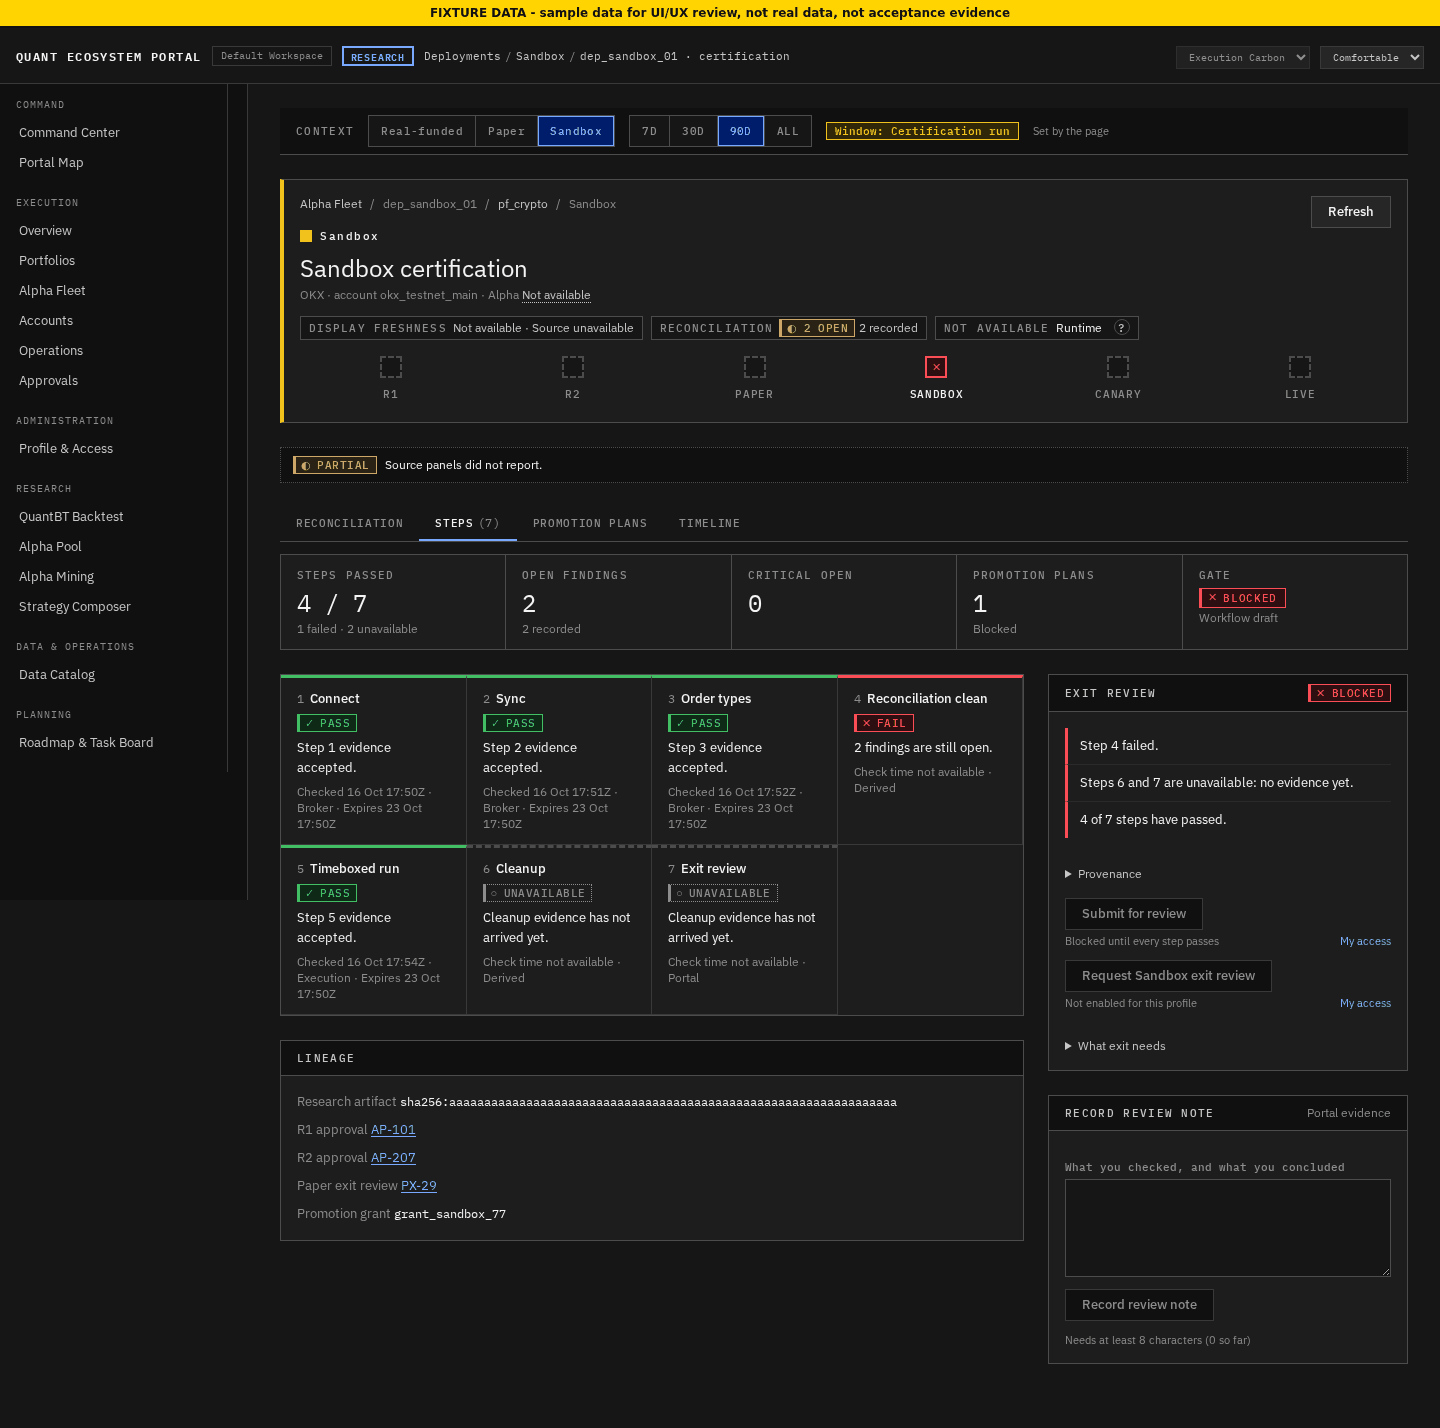 FIXTURE DATA - sample data for UI/UX review, not real data, not acceptance evidence
QUANT ECOSYSTEM PORTAL
Default Workspace
RESEARCH
Deployments / Sandbox / dep_sandbox_01 · certification
Execution Carbon
Comfortable
COMMAND
Command Center
Portal Map
EXECUTION
Overview
Portfolios
Alpha Fleet
Accounts
Operations
Approvals
ADMINISTRATION
Profile & Access
RESEARCH
QuantBT Backtest
Alpha Pool
Alpha Mining
Strategy Composer
DATA & OPERATIONS
Data Catalog
PLANNING
Roadmap & Task Board
CONTEXT
Real-funded
Paper
Sandbox
7D
30D
90D
ALL
Window: Certification run
Set by the page
Alpha Fleet / dep_sandbox_01 / pf_crypto / Sandbox
Refresh
Sandbox
Sandbox certification
OKX · account okx_testnet_main · Alpha Not available
DISPLAY FRESHNESS Not available · Source unavailable
RECONCILIATION ◐ 2 OPEN 2 recorded
NOT AVAILABLE Runtime ?
R1
R2
PAPER
✕ SANDBOX
CANARY
LIVE
◐ PARTIAL Source panels did not report.
RECONCILIATION
STEPS (7)
PROMOTION PLANS
TIMELINE
STEPS PASSED
4 / 7
1 failed · 2 unavailable
OPEN FINDINGS
2
2 recorded
CRITICAL OPEN
0
PROMOTION PLANS
1
Blocked
GATE
✕ BLOCKED
Workflow draft
1 Connect
✓ PASS
Step 1 evidence
accepted.
Checked 16 Oct 17:50Z ·
Broker · Expires 23 Oct
17:50Z
2 Sync
✓ PASS
Step 2 evidence
accepted.
Checked 16 Oct 17:51Z ·
Broker · Expires 23 Oct
17:50Z
3 Order types
✓ PASS
Step 3 evidence
accepted.
Checked 16 Oct 17:52Z ·
Broker · Expires 23 Oct
17:50Z
4 Reconciliation clean
✕ FAIL
2 findings are still open.
Check time not available ·
Derived
5 Timeboxed run
✓ PASS
Step 5 evidence
accepted.
Checked 16 Oct 17:54Z ·
Execution · Expires 23 Oct
17:50Z
6 Cleanup
○ UNAVAILABLE
Cleanup evidence has not
arrived yet.
Check time not available ·
Derived
7 Exit review
○ UNAVAILABLE
Cleanup evidence has not
arrived yet.
Check time not available ·
Portal
LINEAGE
Research artifact sha256:aaaaaaaaaaaaaaaaaaaaaaaaaaaaaaaaaaaaaaaaaaaaaaaaaaaaaaaaaaaaaaaa
R1 approval AP-101
R2 approval AP-207
Paper exit review PX-29
Promotion grant grant_sandbox_77
EXIT REVIEW
✕ BLOCKED
Step 4 failed.
Steps 6 and 7 are unavailable: no evidence yet.
4 of 7 steps have passed.
▶ Provenance
Submit for review
Blocked until every step passes
My access
Request Sandbox exit review
Not enabled for this profile
My access
▶ What exit needs
RECORD REVIEW NOTE
Portal evidence
What you checked, and what you concluded
Record review note
Needs at least 8 characters (0 so far)